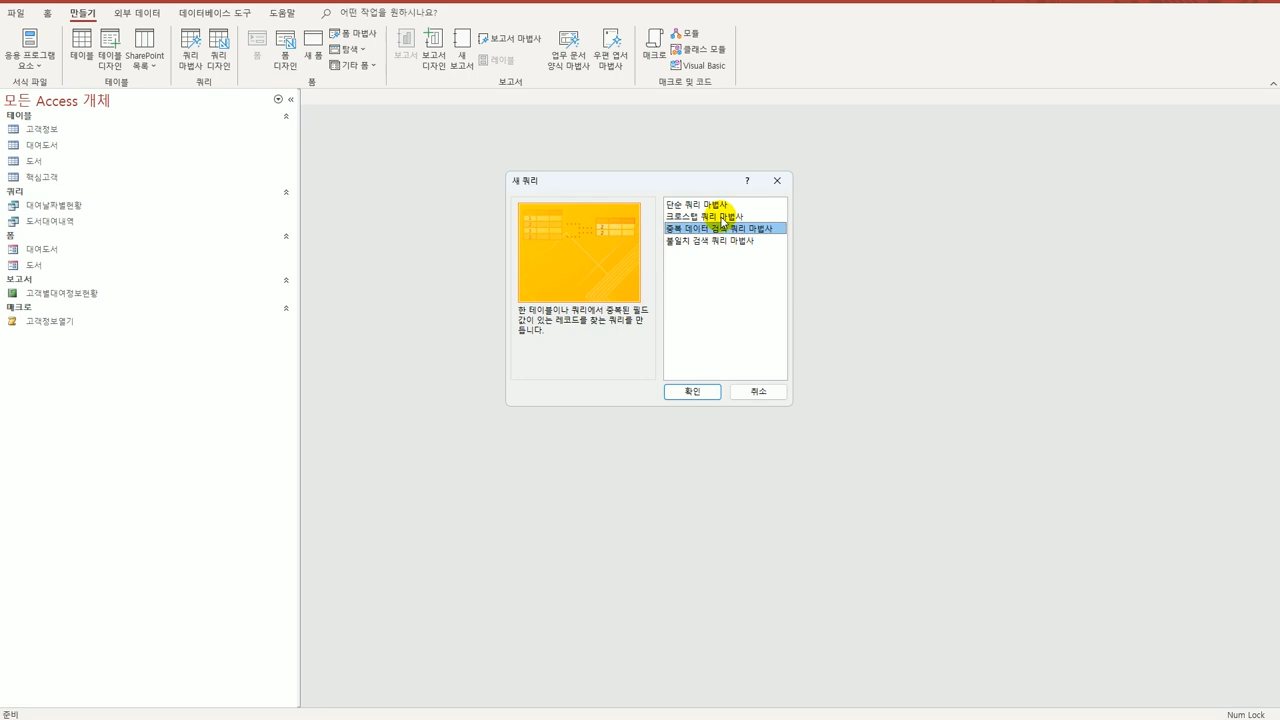 파일 홈 만들기 외부 데이터 데이터베이스 도구 도움말 어떤 작업을 원하시나요?
응용 프로그램 요소
서식 파일
테이블
테이블 디자인
SharePoint 목록
테이블
쿼리 마법사
쿼리 디자인
쿼리
폼
폼 디자인
새 폼
폼 마법사
탐색
기타 폼
폼
보고서
보고서 디자인
새 보고서
보고서 마법사
레이블
업무 문서 양식 마법사
우편 엽서 마법사
보고서
매크로
모듈
클래스 모듈
Visual Basic
매크로 및 코드
모든 Access 개체
테이블
고객정보
대여도서
도서
핵심고객
쿼리
대여날짜별현황
도서대여내역
폼
대여도서
도서
보고서
고객별대여정보현황
매크로
고객정보열기
새 쿼리
단순 쿼리 마법사
크로스탭 쿼리 마법사
중복 데이터 검색 쿼리 마법사
불일치 검색 쿼리 마법사
한 테이블이나 쿼리에서 중복된 필드
값이 있는 레코드를 찾는 쿼리를 만
듭니다.
확인 취소
준비
Num Lock